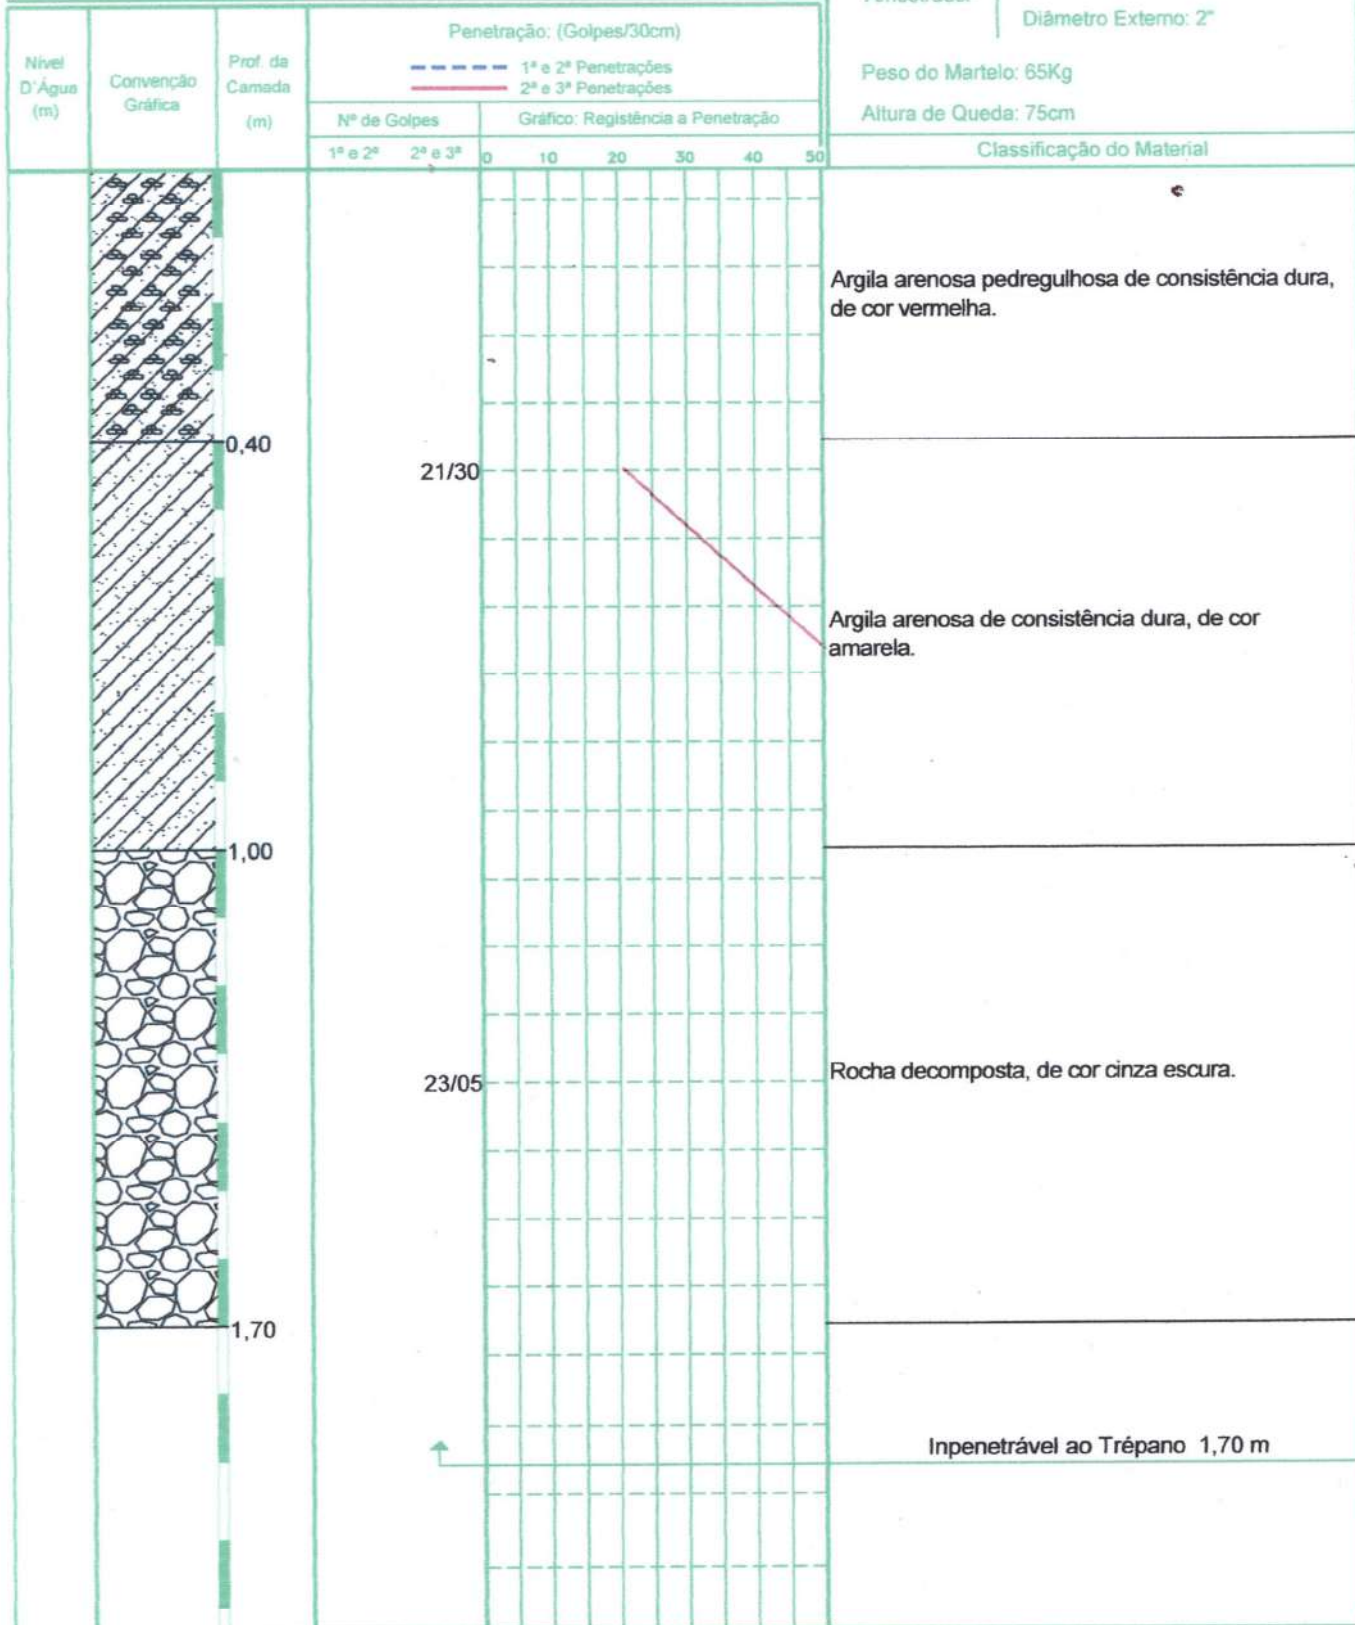 Diâmetro Externo: 2"
Peso do Martelo: 65Kg
Altura de Queda: 75cm
Classificação do Material
Nível
D'Água
(m)
Convenção
Gráfica
Prof. da
Camada
(m)
Penetração: (Golpes/30cm)
1ª e 2ª Penetrações
2ª e 3ª Penetrações
Nº de Golpes
1ª e 2ª 2ª e 3ª
Gráfico: Registência a Penetração
0 10 20 30 40 50
Argila arenosa pedregulhosa de consistência dura,
de cor vermelha.
0,40
21/30
Argila arenosa de consistência dura, de cor
amarela.
1,00
23/05
Rocha decomposta, de cor cinza escura.
1,70
Inpenetrável ao Trépano 1,70 m